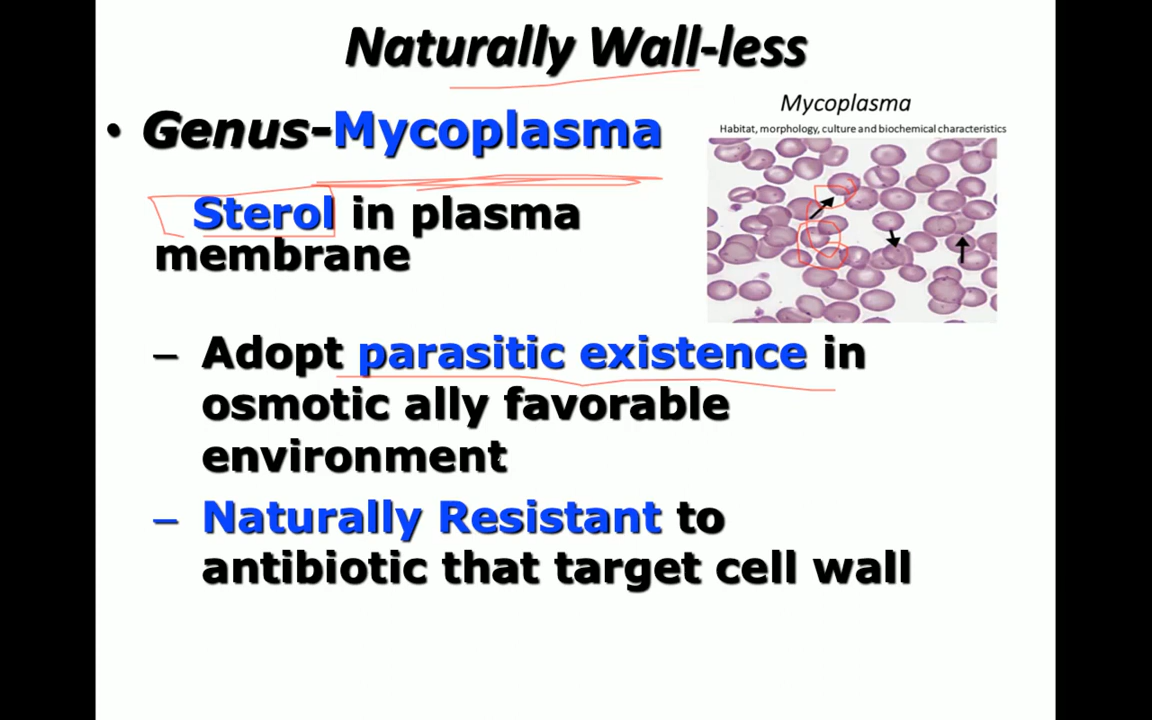 Naturally Wall-less
• Genus-Mycoplasma
Sterol in plasma
membrane
Mycoplasma
Habitat, morphology, culture and biochemical characteristics
– Adopt parasitic existence in
osmotic ally favorable
environment
– Naturally Resistant to
antibiotic that target cell wall